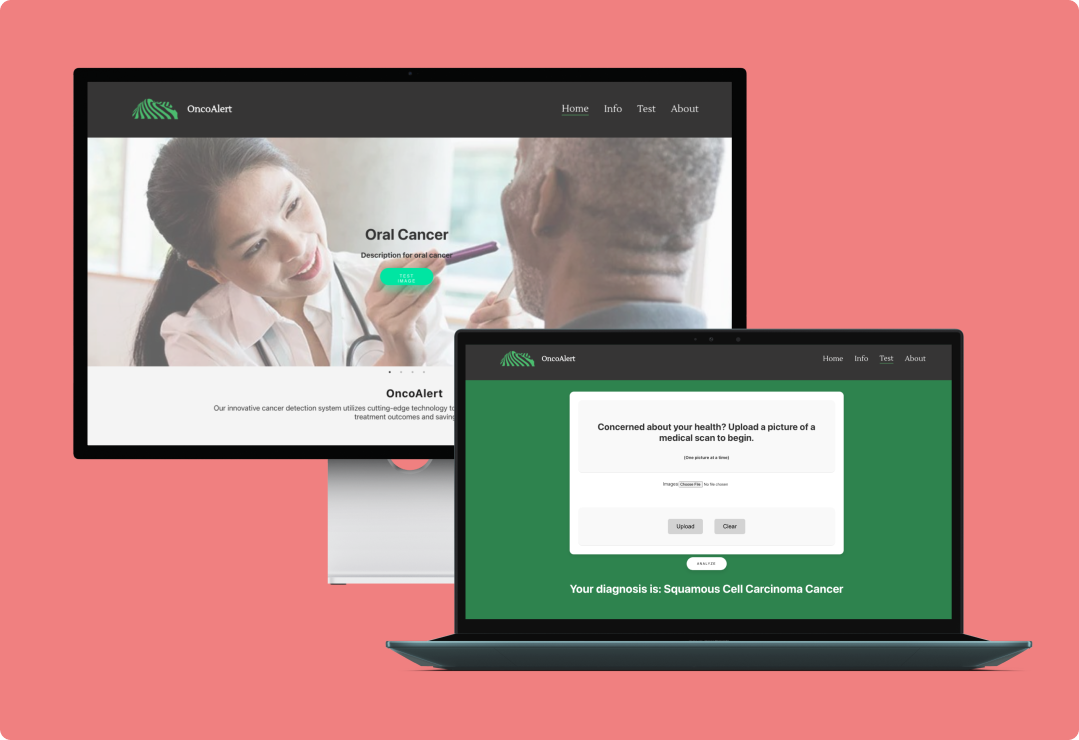 OncoAlert
Home Info Test About
Oral Cancer
Description for oral cancer
TEST
IMAGE
OncoAlert
Our innovative cancer detection system utilizes cutting-edge technology to
treatment outcomes and saving
OncoAlert
Home Info Test About
Concerned about your health? Upload a picture of a
medical scan to begin.
(One picture at a time)
Images: Choose File No file chosen
Upload Clear
ANALYZE
Your diagnosis is: Squamous Cell Carcinoma Cancer